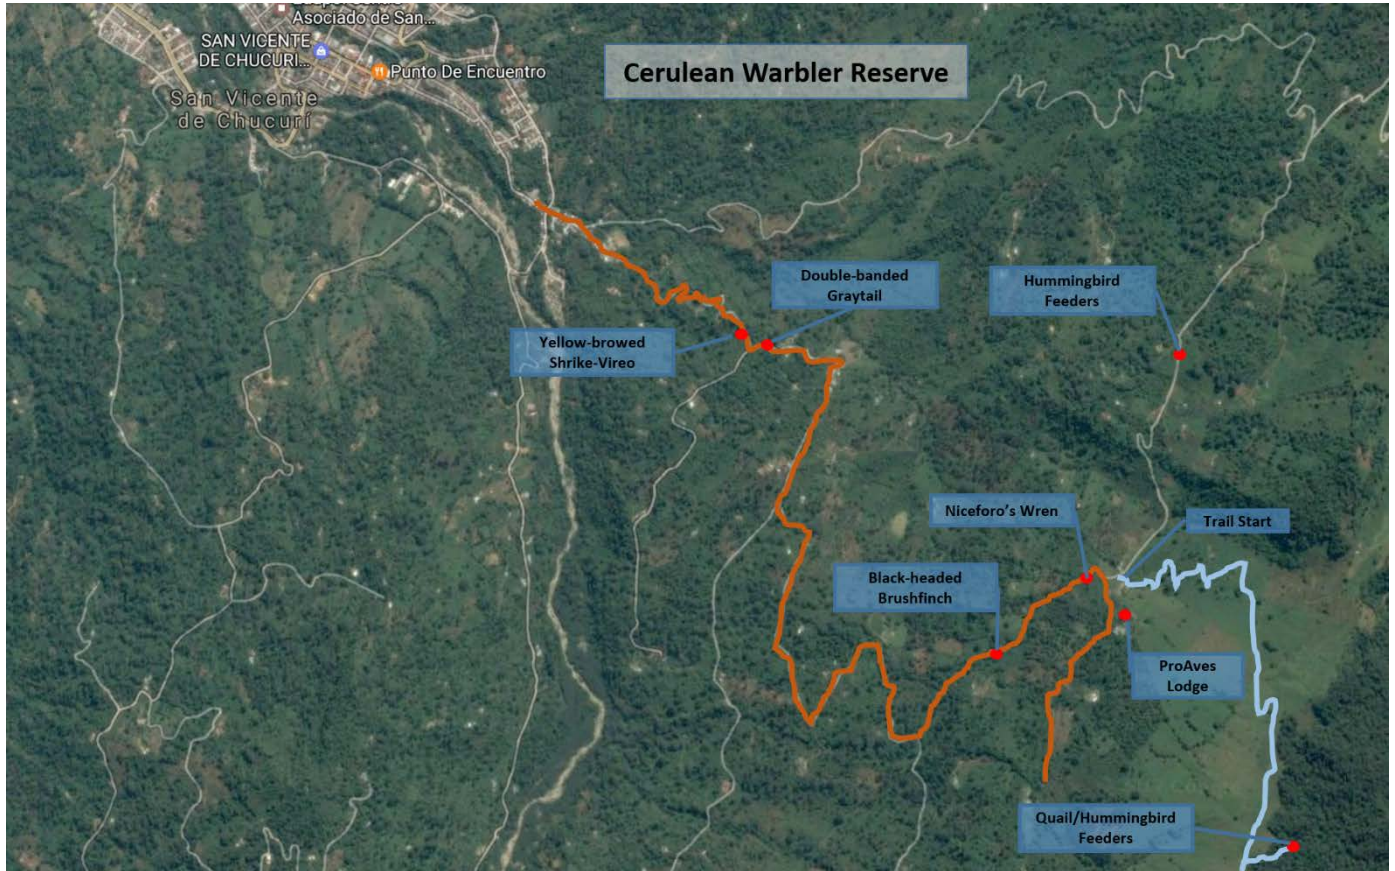 Asociado de San...
SAN VICENTE
DE CHUCURI...
Punto De Encuentro
San Vicente
de Chucurí
Cerulean Warbler Reserve
Double-banded
Graytail
Hummingbird
Feeders
Yellow-browed
Shrike-Vireo
Niceforo's Wren
Trail Start
Black-headed
Brushfinch
ProAves
Lodge
Quail/Hummingbird
Feeders